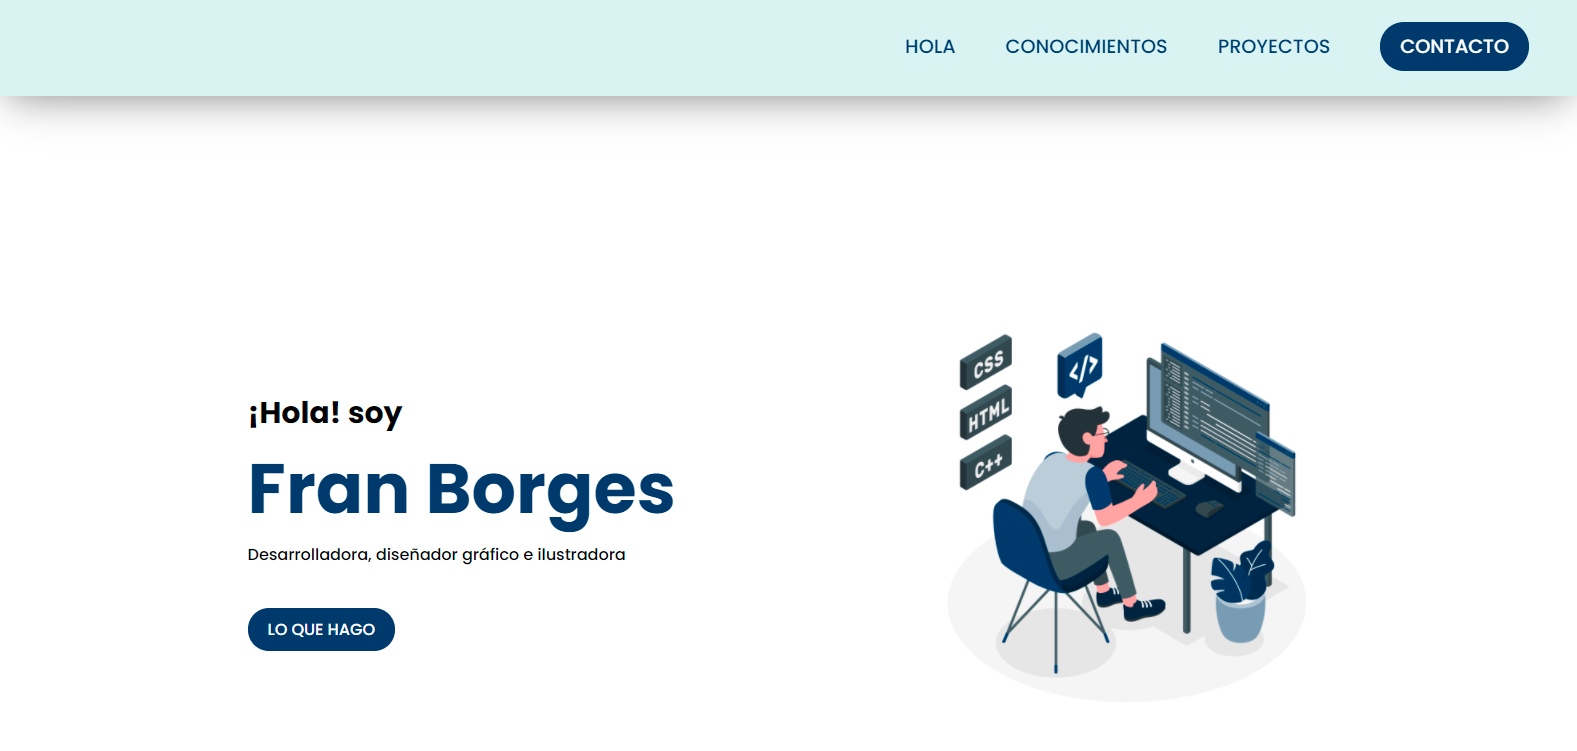 HOLA CONOCIMIENTOS PROYECTOS CONTACTO
¡Hola! soy
Fran Borges
Desarrolladora, diseñador gráfico e ilustradora
LO QUE HAGO
CSS
</>
HTML
C++